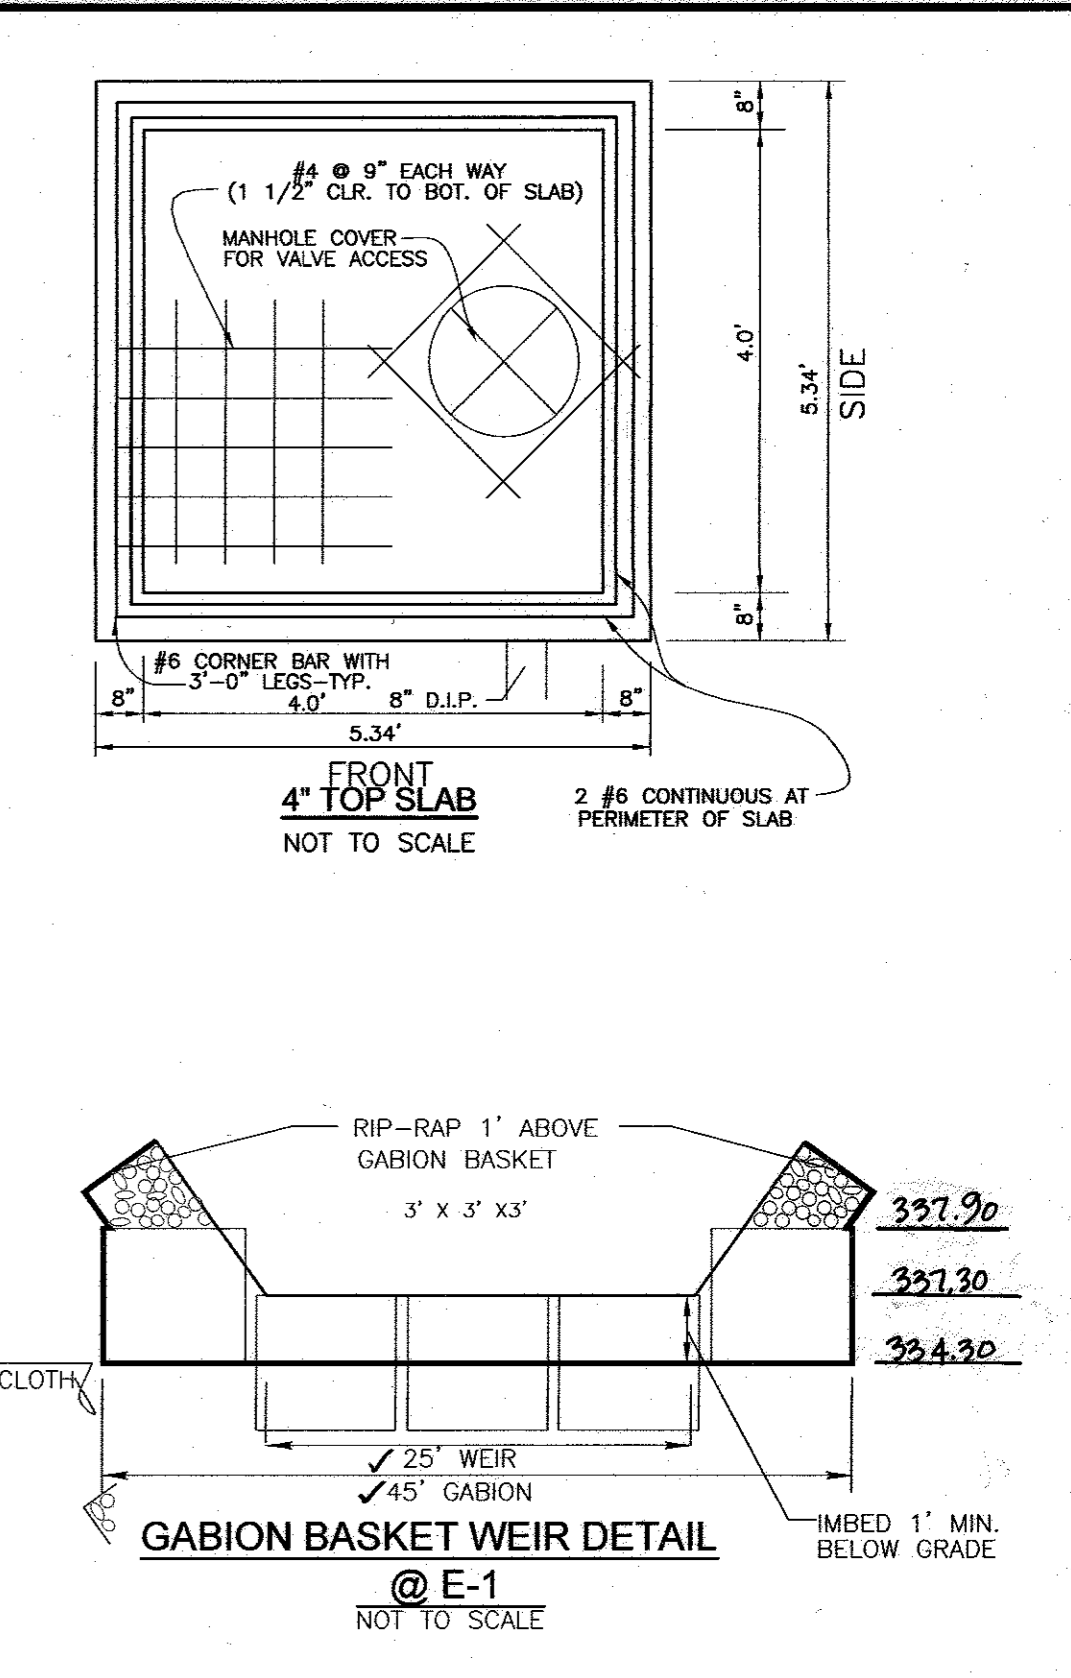 8"
#4 @ 9" EACH WAY
(1 1/2" CLR. TO BOT. OF SLAB)
MANHOLE COVER
FOR VALVE ACCESS
4.0'
5.34'
SIDE
8"
#6 CORNER BAR WITH
3'-0" LEGS-TYP.
8"
4.0'
8" D.I.P.
8"
5.34'
FRONT
4" TOP SLAB
NOT TO SCALE
2 #6 CONTINUOUS AT
PERIMETER OF SLAB
RIP-RAP 1' ABOVE
GABION BASKET
3' X 3' X3'
337.90
337.30
334.30
CLOTH
25' WEIR
45' GABION
IMBED 1' MIN.
BELOW GRADE
GABION BASKET WEIR DETAIL
@ E-1
NOT TO SCALE